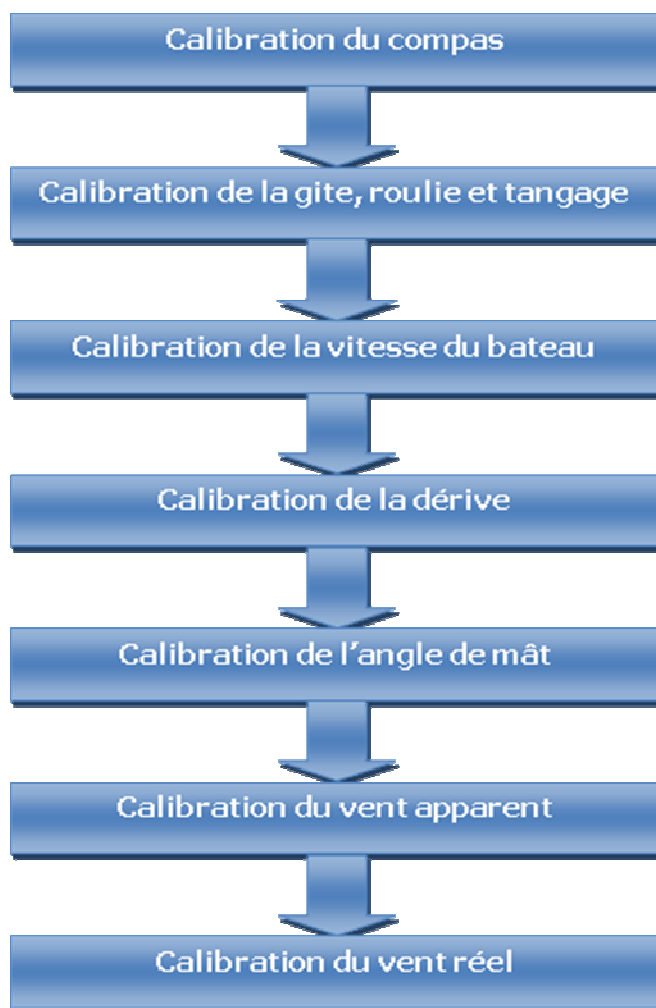 Calibration du compas
Calibration de la gite, roulie et tangage
Calibration de la vitesse du bateau
Calibration de la dérive
Calibration de l'angle de mât
Calibration du vent apparent
Calibration du vent réel